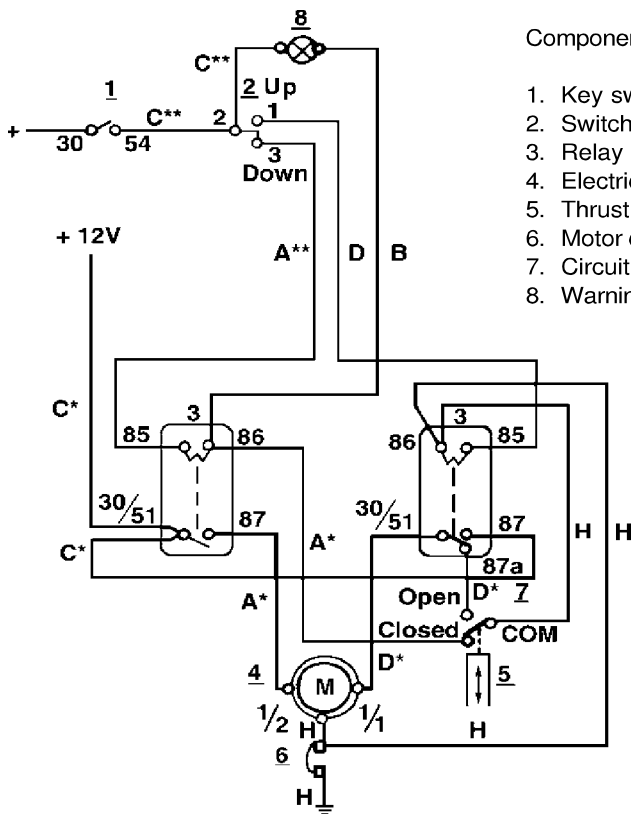 8
Componen
C**
1
2 Up
1. Key sw
+
30
54
C**
2
1
2. Switch
3
3. Relay
Down
4. Electric
5. Thrust
+ 12V
6. Motor
A**
D
B
7. Circuit
8. Warnin
C*
3
3
85
86
86
85
30/51
87
30/51
87
H
H
C*
A*
87a
A*
Open
D*
7
Closed
COM
D*
4
M
5
1/2
H
1/1
H
6
H